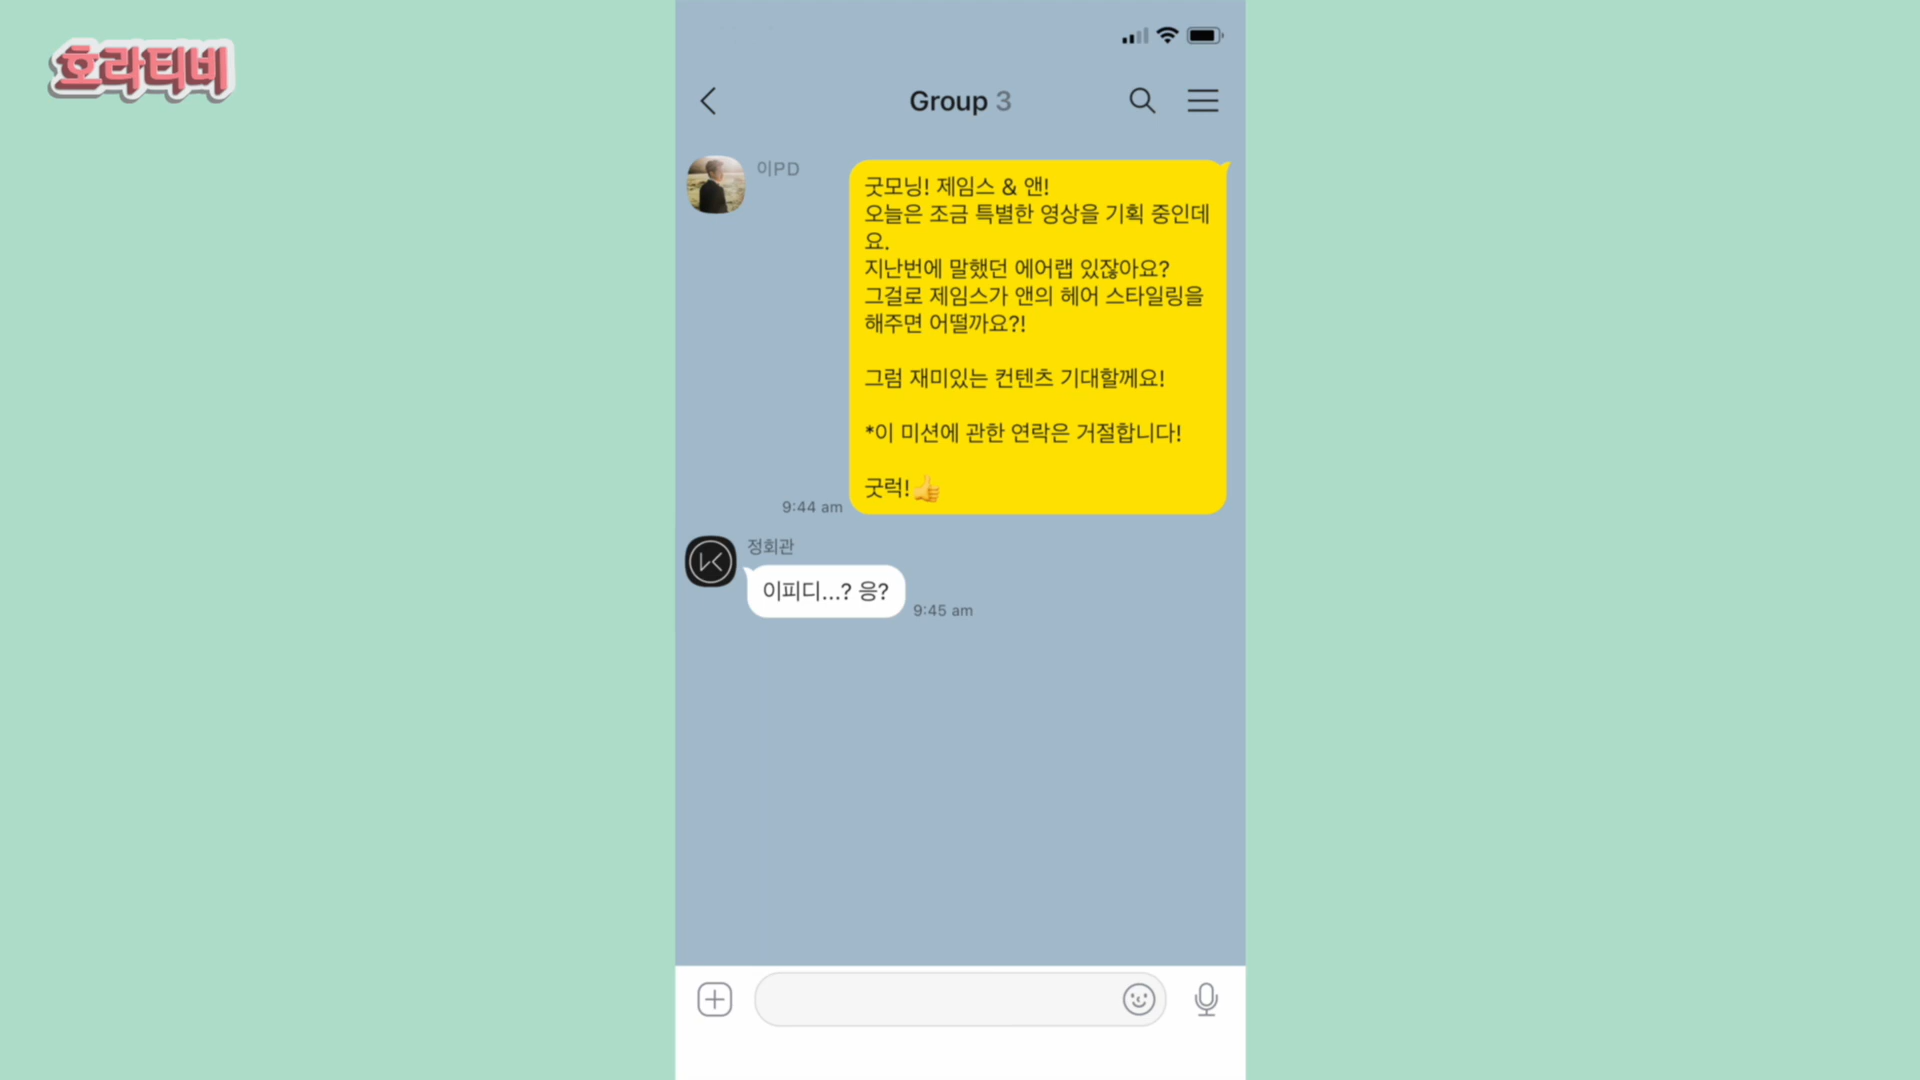 호라티비
Group 3
이PD
굿모닝! 제임스 & 앤!
오늘은 조금 특별한 영상을 기획 중인데
요.
지난번에 말했던 에어랩 있잖아요?
그걸로 제임스가 앤의 헤어 스타일링을
해주면 어떨까요?!
그럼 재미있는 컨텐츠 기대할께요!
*이 미션에 관한 연락은 거절합니다!
굿럭!👍
9:44 am
정회관
이피디...? 응?
9:45 am